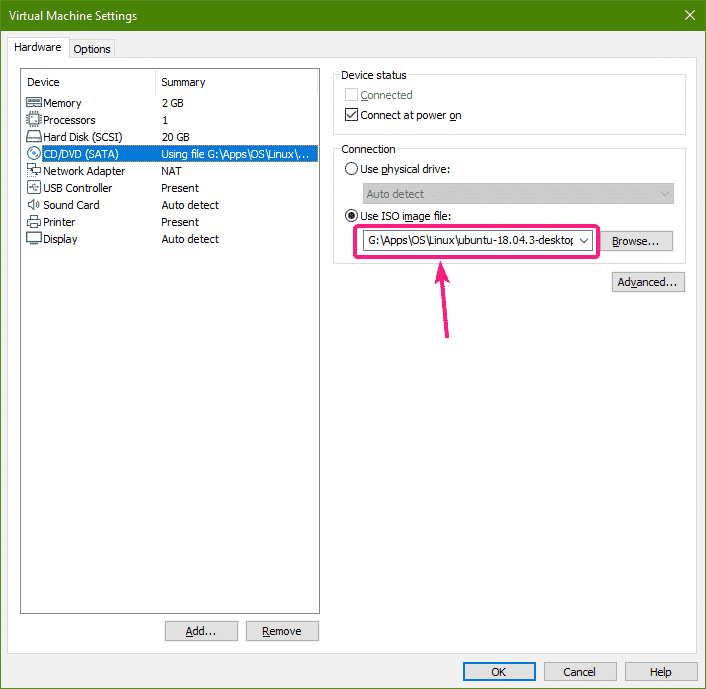 Virtual Machine Settings
Hardware Options
Device Summary
Memory 2 GB
Processors 1
Hard Disk (SCSI) 20 GB
CD/DVD (SATA) Using file G:\Apps\OS\Linux\...
Network Adapter NAT
USB Controller Present
Sound Card Auto detect
Printer Present
Display Auto detect
Add... Remove
Device status
Connected
Connect at power on
Connection
Use physical drive:
Auto detect
Use ISO image file:
G:\Apps\OS\Linux\ubuntu-18.04.3-desktop Browse...
Advanced...
OK Cancel Help